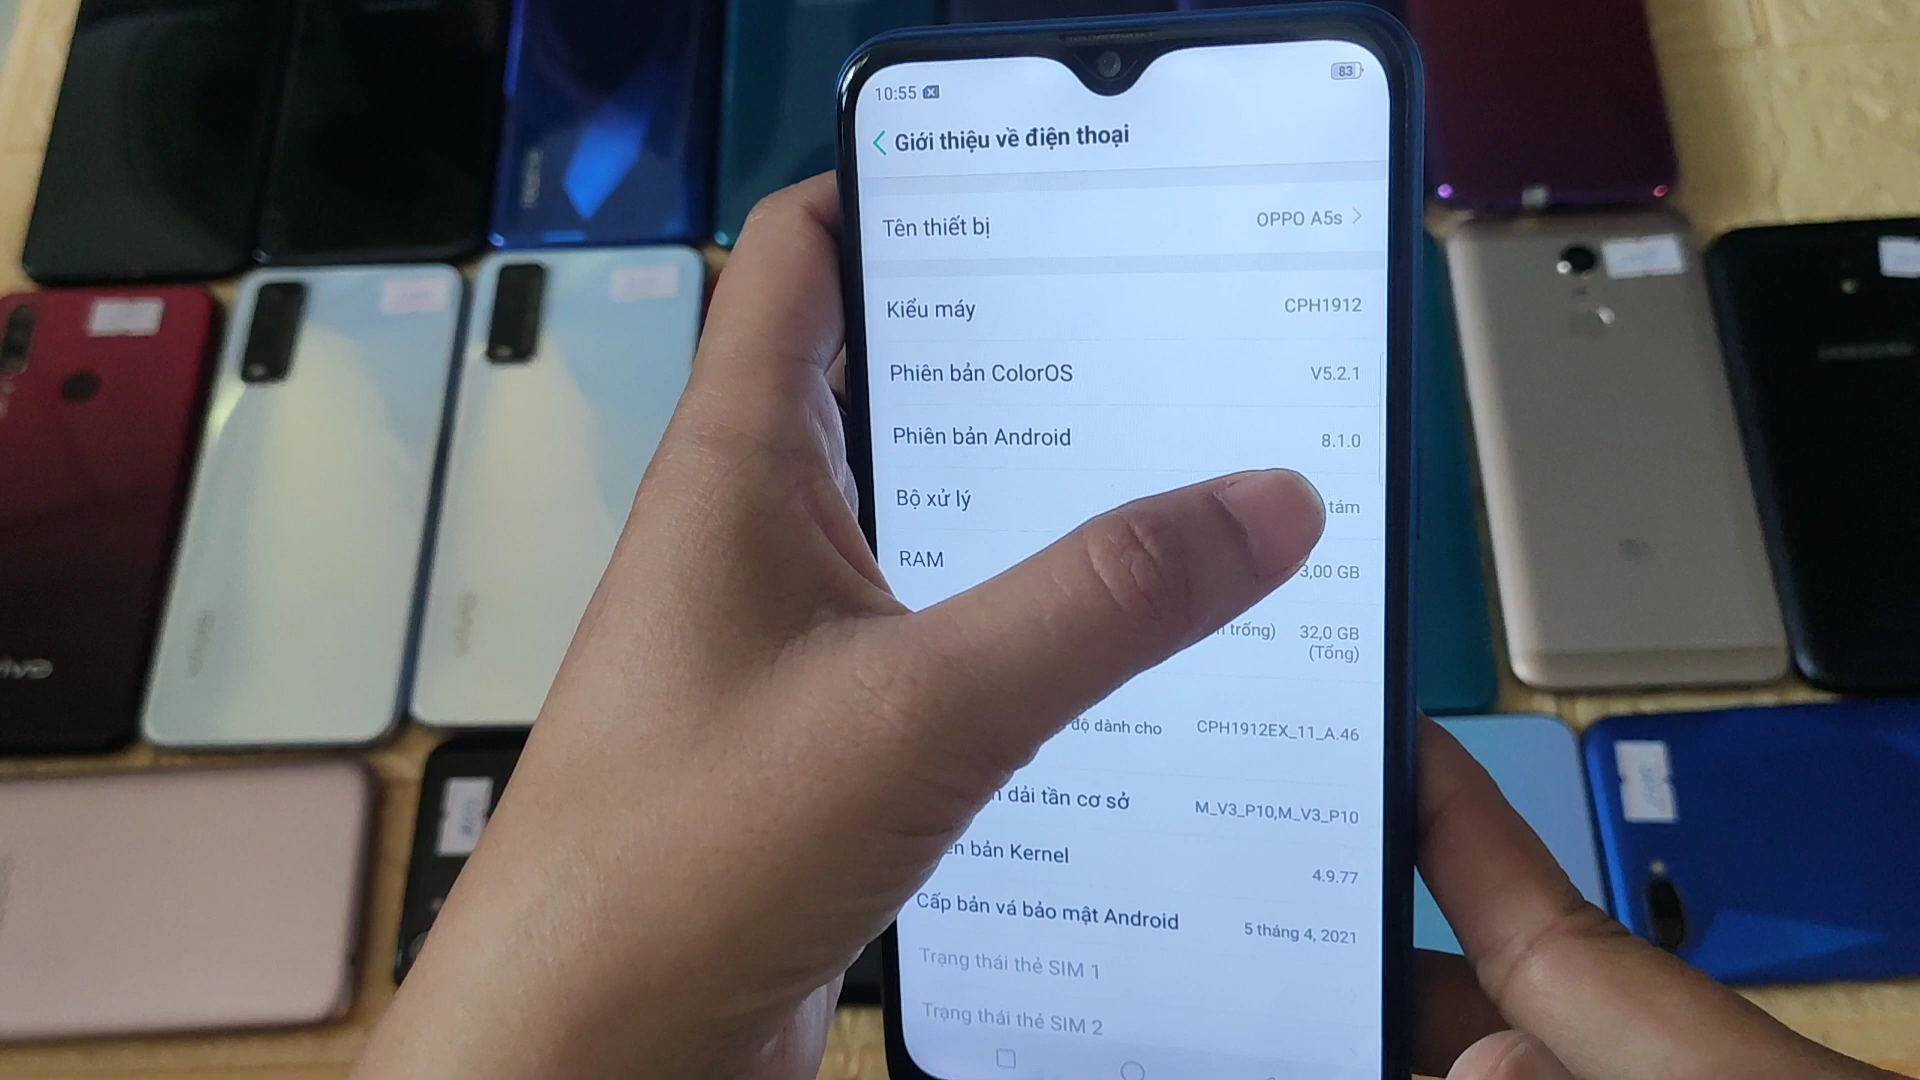 10:55
83
Giới thiệu về điện thoại
Tên thiết bị OPPO A5s
Kiểu máy CPH1912
Phiên bản ColorOS V5.2.1
Phiên bản Android 8.1.0
Bộ xử lý tám
RAM 3,00 GB
trống) 32,0 GB
(Tổng)
độ dành cho CPH1912EX_11_A.46
dải tần cơ sở M_V3_P10,M_V3_P10
bản Kernel 4.9.77
Cấp bản vá bảo mật Android 5 tháng 4, 2021
Trạng thái thẻ SIM 1
Trạng thái thẻ SIM 2
vivo